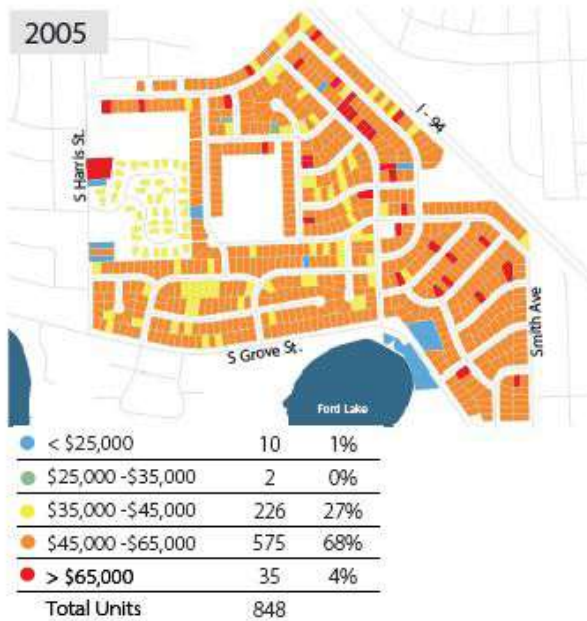 2005
I - 94
S Harris St.
Smith Ave
S Grove St.
Ford Lake
< $25,000 10 1%
$25,000 -$35,000 2 0%
$35,000 -$45,000 226 27%
$45,000 -$65,000 575 68%
> $65,000 35 4%
Total Units 848